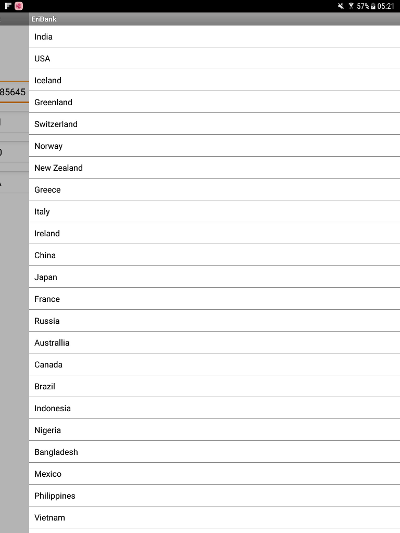 57% 05:21
EriBank
India
USA
Iceland
Greenland
85645
Switzerland
Norway
New Zealand
Greece
Italy
Ireland
China
Japan
France
Russia
Australlia
Canada
Brazil
Indonesia
Nigeria
Bangladesh
Mexico
Philippines
Vietnam